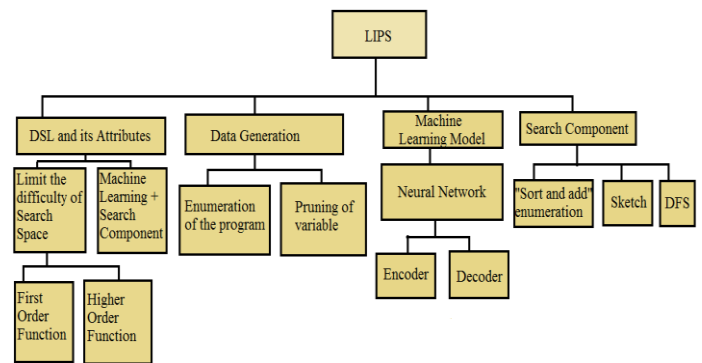 LIPS
DSL and its Attributes
Data Generation
Machine
Learning Model
Search Component
Limit the
difficulty of
Search
Space
Machine
Learning +
Search
Component
Enumeration
of the program
Pruning of
variable
Neural Network
"Sort and add"
enumeration
Sketch
DFS
Encoder
Decoder
First
Order
Function
Higher
Order
Function